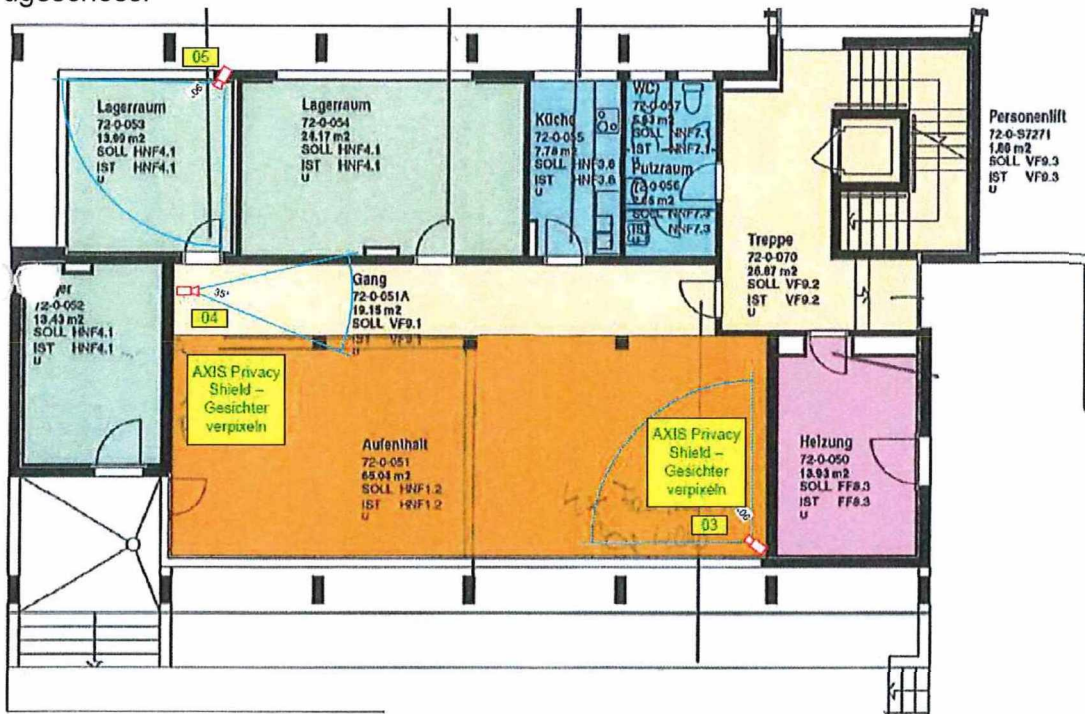 05
Lagerraum
72-0-053
13.09 m2
SOLL HNF4.1
IST HNF4.1
U
Lagerraum
72-0-054
24.17 m2
SOLL HNF4.1
IST HNF4.1
U
Küche
72-0-055
7.78 m2
SOLL HNF3.8
IST HNF3.8
U
WC
72-0-057
SOLL NNF7.1
IST NNF7.1
U
Putzraum
72-0-056
SOLL NNF7.3
IST NNF7.3
U
Personenlift
72-0-S7271
1.80 m2
SOLL VF9.3
IST VF9.3
U
Treppe
72-0-070
26.87 m2
SOLL VF9.2
IST VF9.2
U
72-0-052
13.43 m2
SOLL HNF4.1
IST HNF4.1
U
35°
04
Gang
72-0-051A
19.15 m2
SOLL VF9.1
IST VF9.1
U
AXIS Privacy
Shield –
Gesichter
verpixeln
Aufenthalt
72-0-051
65.04 m2
SOLL HNF1.2
IST HNF1.2
U
AXIS Privacy
Shield –
Gesichter
verpixeln
03
Heizung
72-0-050
13.93 m2
SOLL FF8.3
IST FF8.3
U